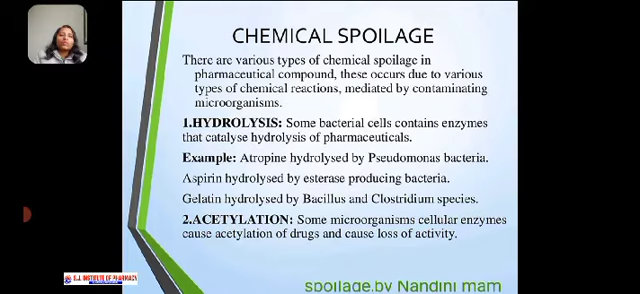 CHEMICAL SPOILAGE
There are various types of chemical spoilage in
pharmaceutical compound, these occurs due to various
types of chemical reactions, mediated by contaminating
microorganisms.
1.HYDROLYSIS: Some bacterial cells contains enzymes
that catalyse hydrolysis of pharmaceuticals.
Example: Atropine hydrolysed by Pseudomonas bacteria.
Aspirin hydrolysed by esterase producing bacteria.
Gelatin hydrolysed by Bacillus and Clostridium species.
2.ACETYLATION: Some microorganisms cellular enzymes
cause acetylation of drugs and cause loss of activity.
INSTITUTE OF PHARMACY
spoilage.by Nandini mam